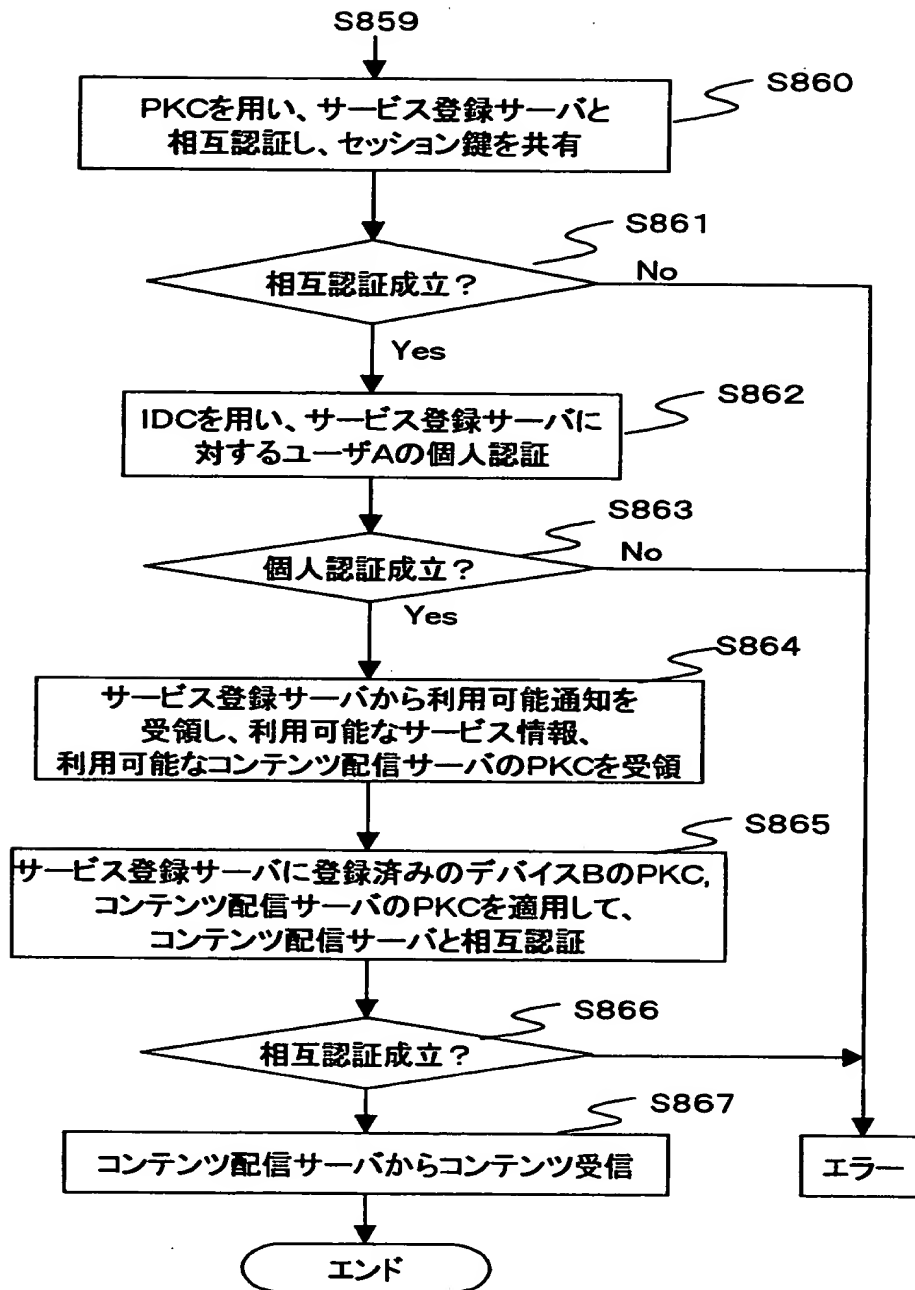 S859
S860
PKCを用い、サービス登録サーバと
相互認証し、セッション鍵を共有
S861
相互認証成立？
No
Yes
S862
IDCを用い、サービス登録サーバに
対するユーザAの個人認証
S863
個人認証成立？
No
Yes
S864
サービス登録サーバから利用可能通知を
受領し、利用可能なサービス情報、
利用可能なコンテンツ配信サーバのPKCを受領
S865
サービス登録サーバに登録済みのデバイスBのPKC,
コンテンツ配信サーバのPKCを適用して、
コンテンツ配信サーバと相互認証
S866
相互認証成立？
S867
コンテンツ配信サーバからコンテンツ受信
エラー
エンド